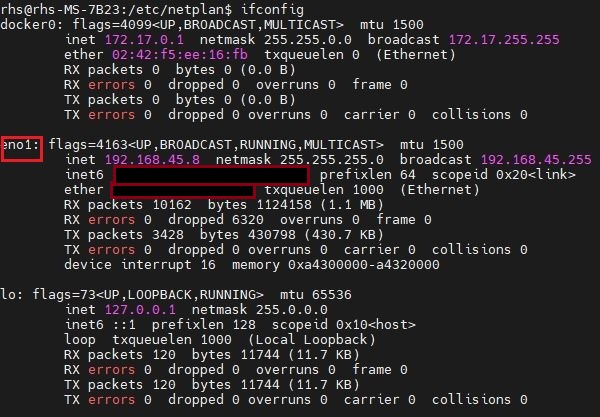 rhs@rhs-MS-7B23:/etc/netplan$ ifconfig
docker0: flags=4099<UP,BROADCAST,MULTICAST>  mtu 1500
inet 172.17.0.1  netmask 255.255.0.0  broadcast 172.17.255.255
ether 02:42:f5:ee:16:fb  txqueuelen 0  (Ethernet)
RX packets 0  bytes 0 (0.0 B)
RX errors 0  dropped 0  overruns 0  frame 0
TX packets 0  bytes 0 (0.0 B)
TX errors 0  dropped 0 overruns 0  carrier 0  collisions 0
eno1: flags=4163<UP,BROADCAST,RUNNING,MULTICAST>  mtu 1500
inet 192.168.45.8  netmask 255.255.255.0  broadcast 192.168.45.255
inet6 prefixlen 64  scopeid 0x20<link>
ether txqueuelen 1000  (Ethernet)
RX packets 10162  bytes 1124158 (1.1 MB)
RX errors 0  dropped 6320  overruns 0  frame 0
TX packets 3428  bytes 430798 (430.7 KB)
TX errors 0  dropped 0 overruns 0  carrier 0  collisions 0
device interrupt 16  memory 0xa4300000-a4320000
lo: flags=73<UP,LOOPBACK,RUNNING>  mtu 65536
inet 127.0.0.1  netmask 255.0.0.0
inet6 ::1  prefixlen 128  scopeid 0x10<host>
loop  txqueuelen 1000  (Local Loopback)
RX packets 120  bytes 11744 (11.7 KB)
RX errors 0  dropped 0  overruns 0  frame 0
TX packets 120  bytes 11744 (11.7 KB)
TX errors 0  dropped 0 overruns 0  carrier 0  collisions 0